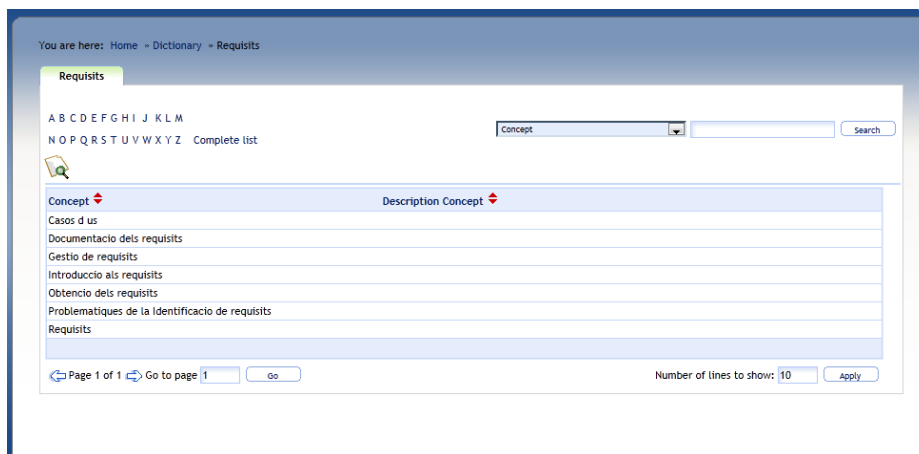 You are here: Home » Dictionary » Requisits
Requisits
A B C D E F G H I J K L M
N O P Q R S T U V W X Y Z Complete list
Concept Search
Concept Description Concept
Casos d us
Documentacio dels requisits
Gestio de requisits
Introduccio als requisits
Obtencio dels requisits
Problematiques de la Identificacio de requisits
Requisits
Page 1 of 1 Go to page 1 Go Number of lines to show: 10 Apply